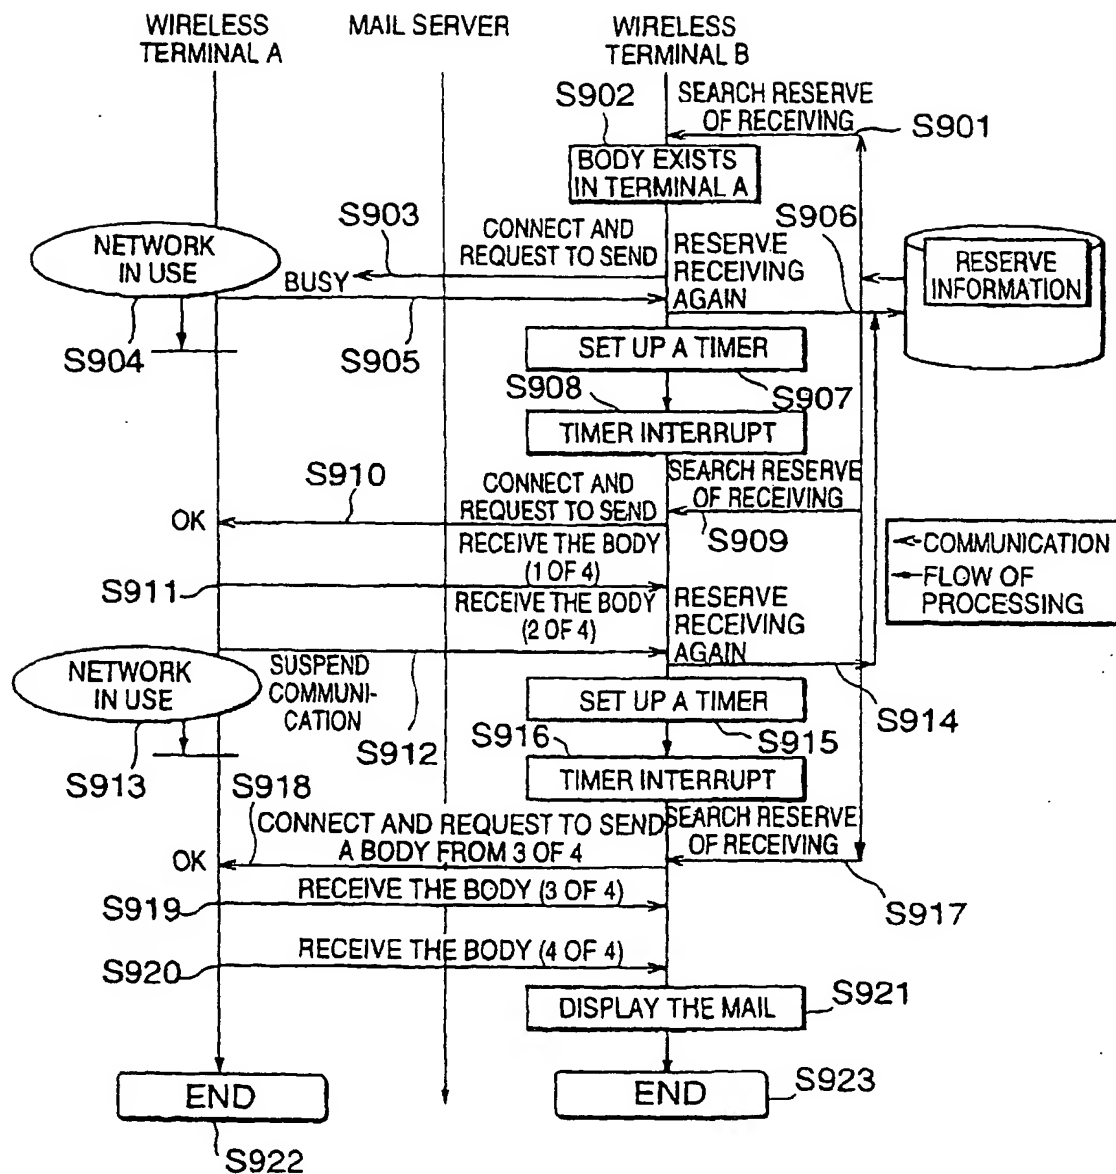 WIRELESS
TERMINAL A
MAIL SERVER
WIRELESS
TERMINAL B
S902
SEARCH RESERVE
OF RECEIVING
S901
BODY EXISTS
IN TERMINAL A
S903
CONNECT AND
REQUEST TO SEND
S906
NETWORK
IN USE
BUSY
RESERVE
RECEIVING
AGAIN
RESERVE
INFORMATION
S904
S905
SET UP A TIMER
S907
S908
TIMER INTERRUPT
S910
CONNECT AND
REQUEST TO SEND
SEARCH RESERVE
OF RECEIVING
OK
S909
COMMUNICATION
FLOW OF
PROCESSING
RECEIVE THE BODY
(1 OF 4)
S911
RECEIVE THE BODY
(2 OF 4)
RESERVE
RECEIVING
AGAIN
NETWORK
IN USE
SUSPEND
COMMUNI-
CATION
S912
S914
SET UP A TIMER
S915
S916
S913
TIMER INTERRUPT
S918
CONNECT AND REQUEST TO SEND
A BODY FROM 3 OF 4
SEARCH RESERVE
OF RECEIVING
OK
S917
RECEIVE THE BODY (3 OF 4)
S919
RECEIVE THE BODY (4 OF 4)
S920
DISPLAY THE MAIL
S921
END
END
S923
S922